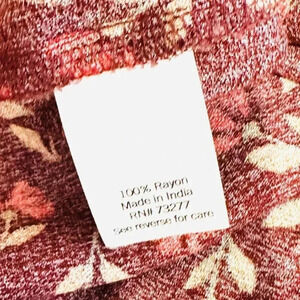 100% Rayon
Made in India
RN# 73277
see reverse for care